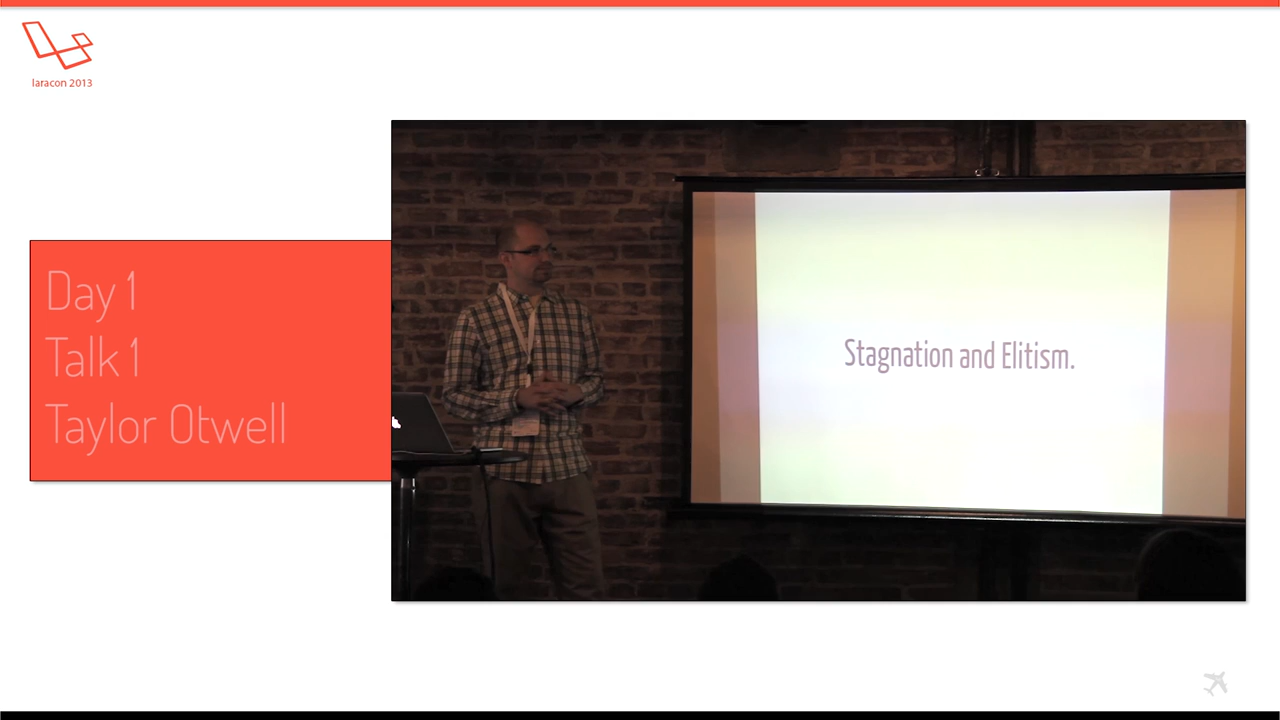 laracon 2013
Day 1
Talk 1
Taylor Otwell
Stagnation and Elitism.